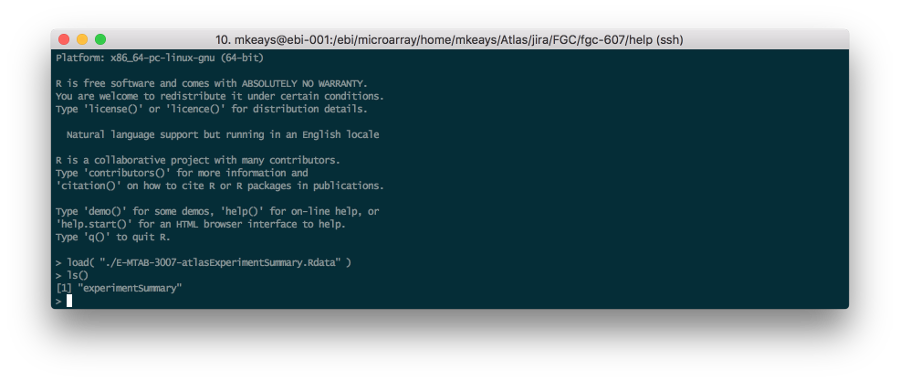 10. mkeays@ebi-001:/ebi/microarray/home/mkeays/Atlas/jira/FGC/fgc-607/help (ssh)
Platform: x86_64-pc-linux-gnu (64-bit)
R is free software and comes with ABSOLUTELY NO WARRANTY.
You are welcome to redistribute it under certain conditions.
Type 'license()' or 'licence()' for distribution details.
Natural language support but running in an English locale
R is a collaborative project with many contributors.
Type 'contributors()' for more information and
'citation()' on how to cite R or R packages in publications.
Type 'demo()' for some demos, 'help()' for on-line help, or
'help.start()' for an HTML browser interface to help.
Type 'q()' to quit R.
> load( "./E-MTAB-3007-atlasExperimentSummary.Rdata" )
> ls()
[1] "experimentSummary"
>